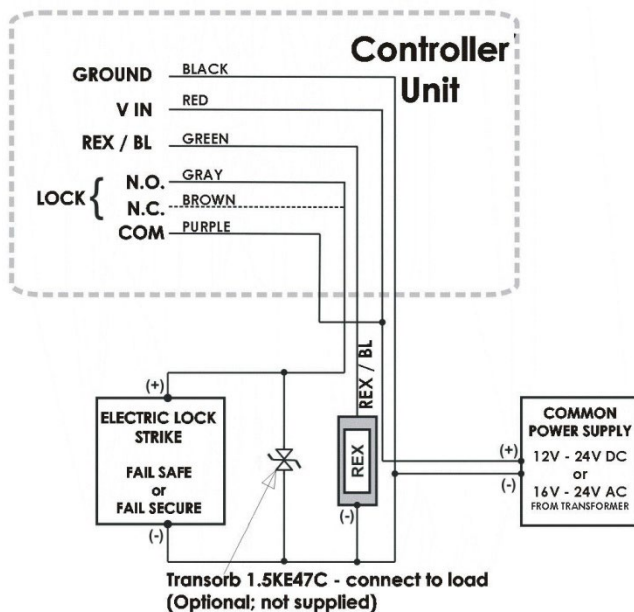 Controller
Unit
GROUND BLACK
V IN RED
REX / BL GREEN
LOCK { N.O. GRAY
N.C. BROWN
COM PURPLE
REX / BL
(+)
ELECTRIC LOCK
STRIKE
FAIL SAFE
or
FAIL SECURE
(-)
REX
(-)
(+)
(-)
COMMON
POWER SUPPLY
12V - 24V DC
or
16V - 24V AC
FROM TRANSFORMER
Transorb 1.5KE47C - connect to load
(Optional; not supplied)